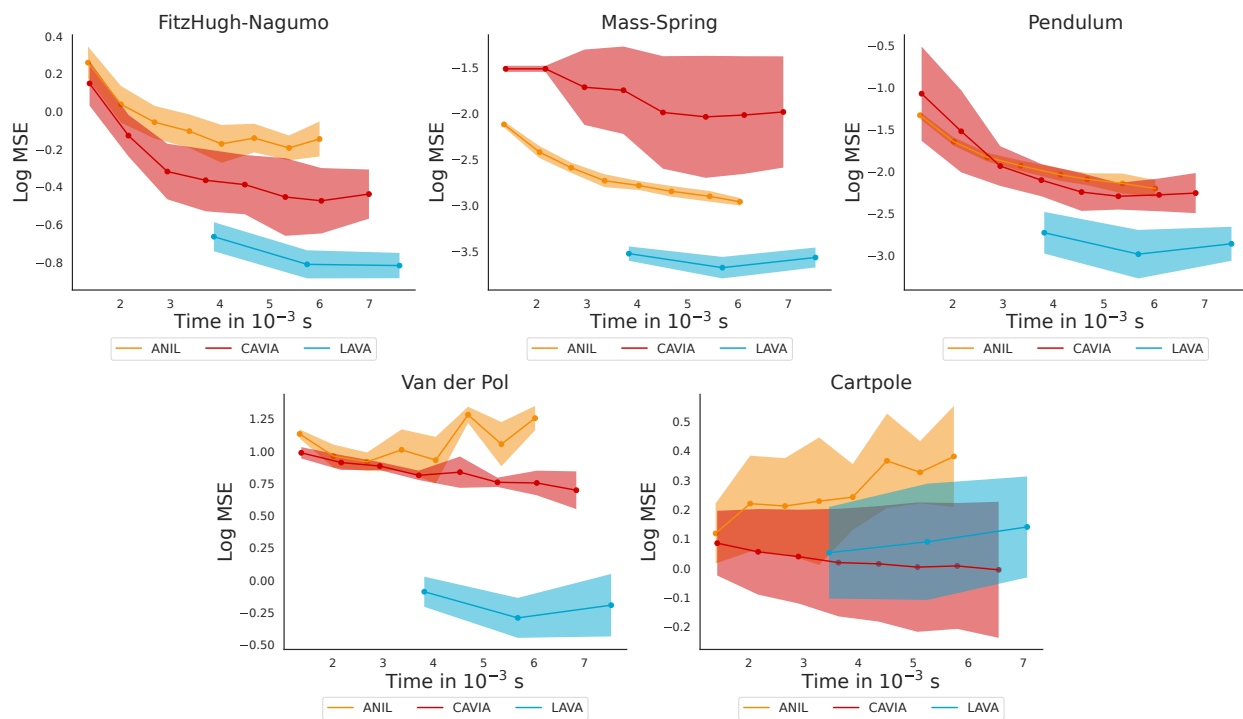 FitzHugh-Nagumo
0.4
0.2
0.0
−0.2
−0.4
−0.6
−0.8
Log MSE
2 3 4 5 6 7
Time in 10⁻³ s
ANIL CAVIA LAVA
Mass-Spring
−1.5
−2.0
−2.5
−3.0
−3.5
Log MSE
2 3 4 5 6 7
Time in 10⁻³ s
ANIL CAVIA LAVA
Pendulum
−0.5
−1.0
−1.5
−2.0
−2.5
−3.0
Log MSE
2 3 4 5 6 7
Time in 10⁻³ s
ANIL CAVIA LAVA
Van der Pol
1.25
1.00
0.75
0.50
0.25
0.00
−0.25
−0.50
Log MSE
2 3 4 5 6 7
Time in 10⁻³ s
ANIL CAVIA LAVA
Cartpole
0.5
0.4
0.3
0.2
0.1
0.0
−0.1
−0.2
Log MSE
2 3 4 5 6 7
Time in 10⁻³ s
ANIL CAVIA LAVA